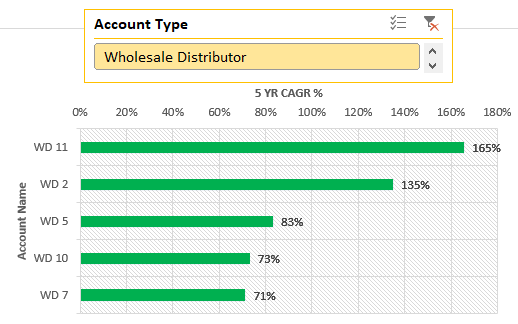 Account Type
Wholesale Distributor
5 YR CAGR %
0% 20% 40% 60% 80% 100% 120% 140% 160% 180%
Account Name
WD 11 165%
WD 2 135%
WD 5 83%
WD 10 73%
WD 7 71%